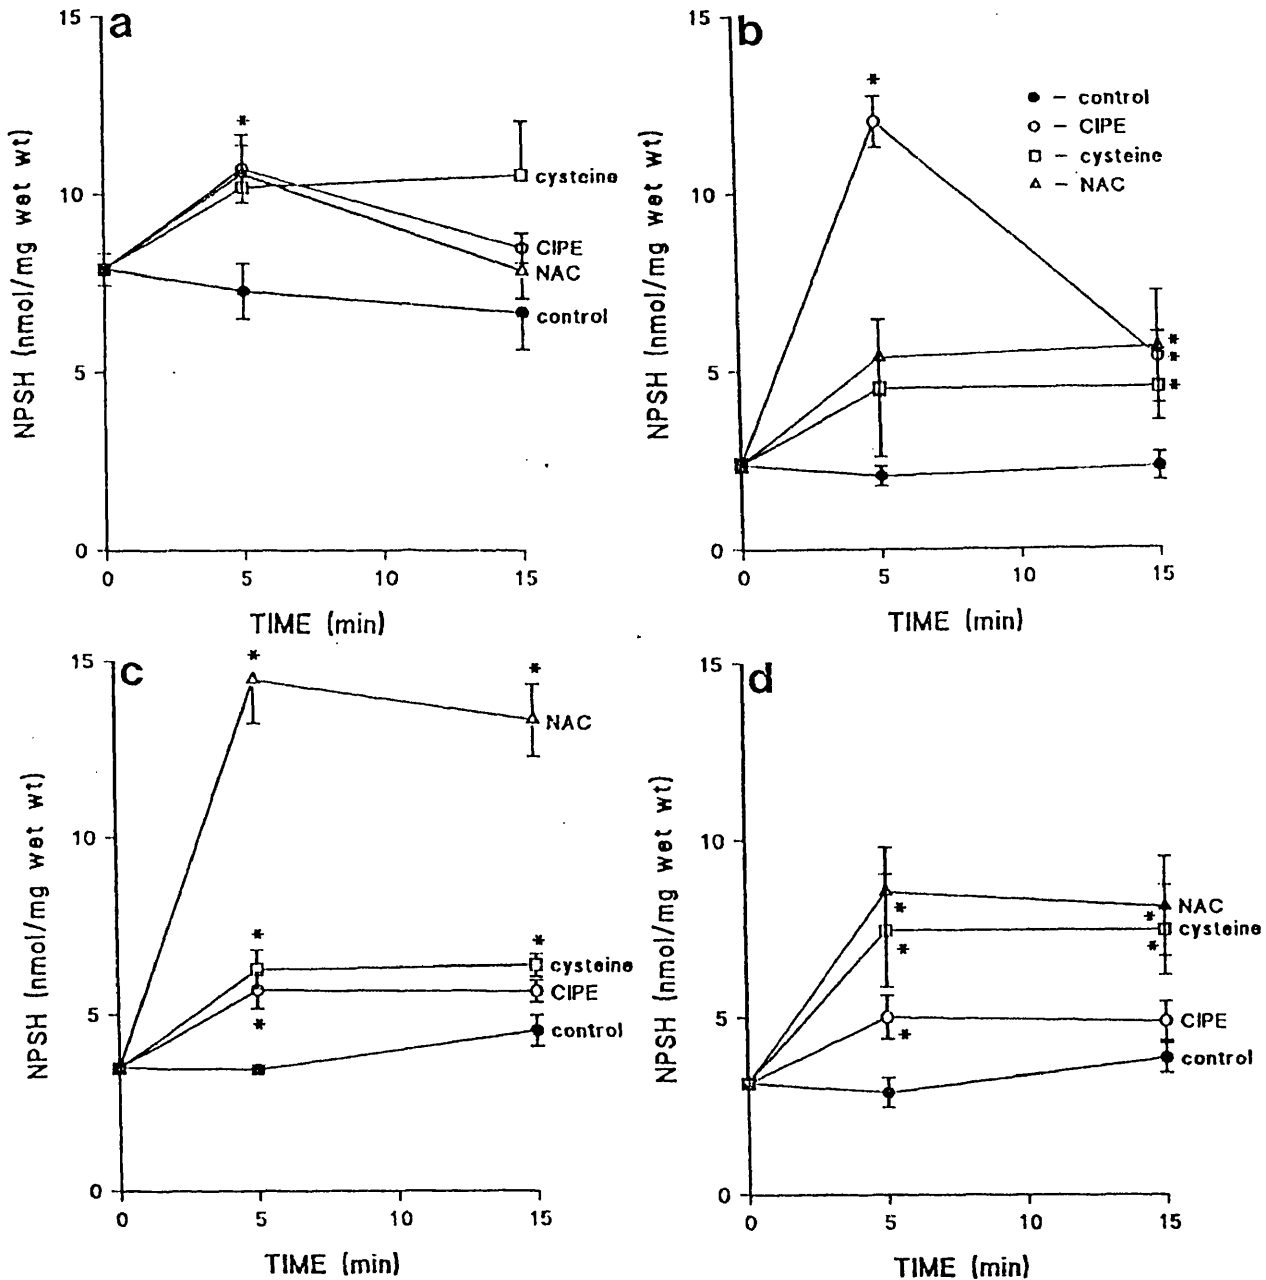 a
15
10
5
0
NPSH (nmol/mg wet wt)
*
cysteine
CIPE
NAC
control
0 5 10 15
TIME (min)
b
15
10
5
0
NPSH (nmol/mg wet wt)
*
● – control
○ – CIPE
□ – cysteine
△ – NAC
*
*
*
0 5 10 15
TIME (min)
c
15
10
5
0
NPSH (nmol/mg wet wt)
* *
NAC
* *
cysteine
CIPE
*
control
0 5 10 15
TIME (min)
d
15
10
5
0
NPSH (nmol/mg wet wt)
NAC
* *
cysteine
* *
CIPE
*
control
0 5 10 15
TIME (min)